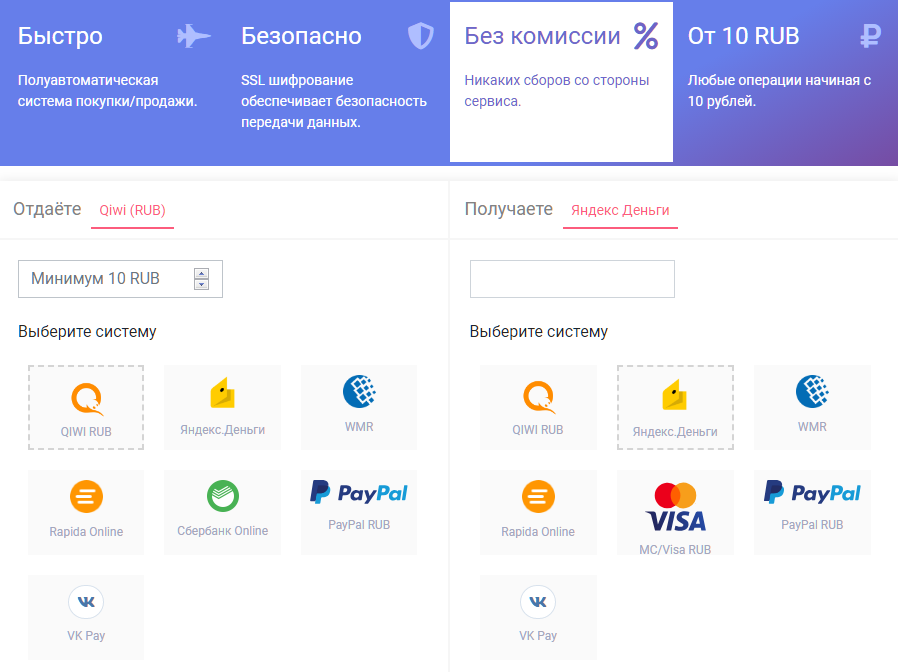 Быстро
Полуавтоматическая
система покупки/продажи.
Безопасно
SSL шифрование
обеспечивает безопасность
передачи данных.
Без комиссии %
Никаких сборов со стороны
сервиса.
От 10 RUB ₽
Любые операции начиная с
10 рублей.
Отдаёте Qiwi (RUB)
Минимум 10 RUB
Выберите систему
QIWI RUB
Яндекс.Деньги
WMR
Rapida Online
Сбербанк Online
PayPal
PayPal RUB
VK Pay
Получаете Яндекс Деньги
Выберите систему
QIWI RUB
Яндекс.Деньги
WMR
Rapida Online
VISA
MC/Visa RUB
PayPal
PayPal RUB
VK Pay